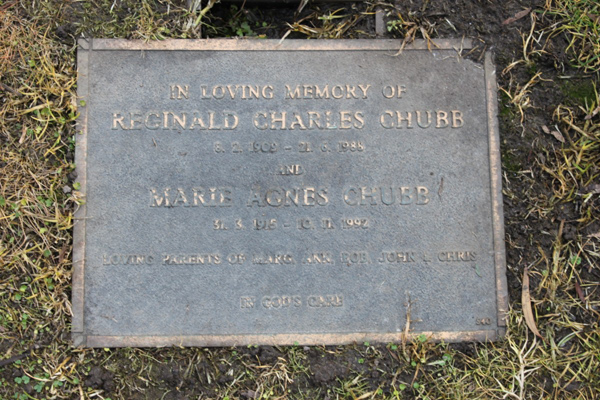 IN LOVING MEMORY OF
REGINALD CHARLES CHUBB
8. 2. 1909 - 21. 6. 1988
AND
MARIE AGNES CHUBB
31. 3. 1915 - 10. 11. 1992
LOVING PARENTS OF MARG, ANN, BOB, JOHN & CHRIS
IN GOD'S CARE